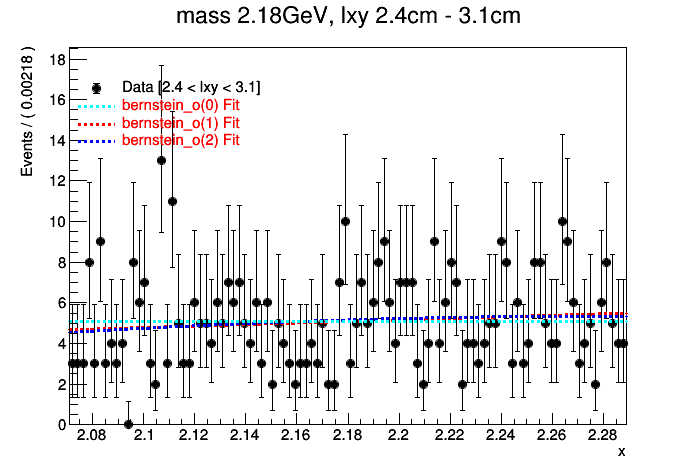 mass 2.18GeV, lxy 2.4cm - 3.1cm
Events / ( 0.00218 )
18
16
14
12
10
8
6
4
2
0
Data [2.4 < lxy < 3.1]
bernstein_o(0) Fit
bernstein_o(1) Fit
bernstein_o(2) Fit
2.08 2.1 2.12 2.14 2.16 2.18 2.2 2.22 2.24 2.26 2.28
x